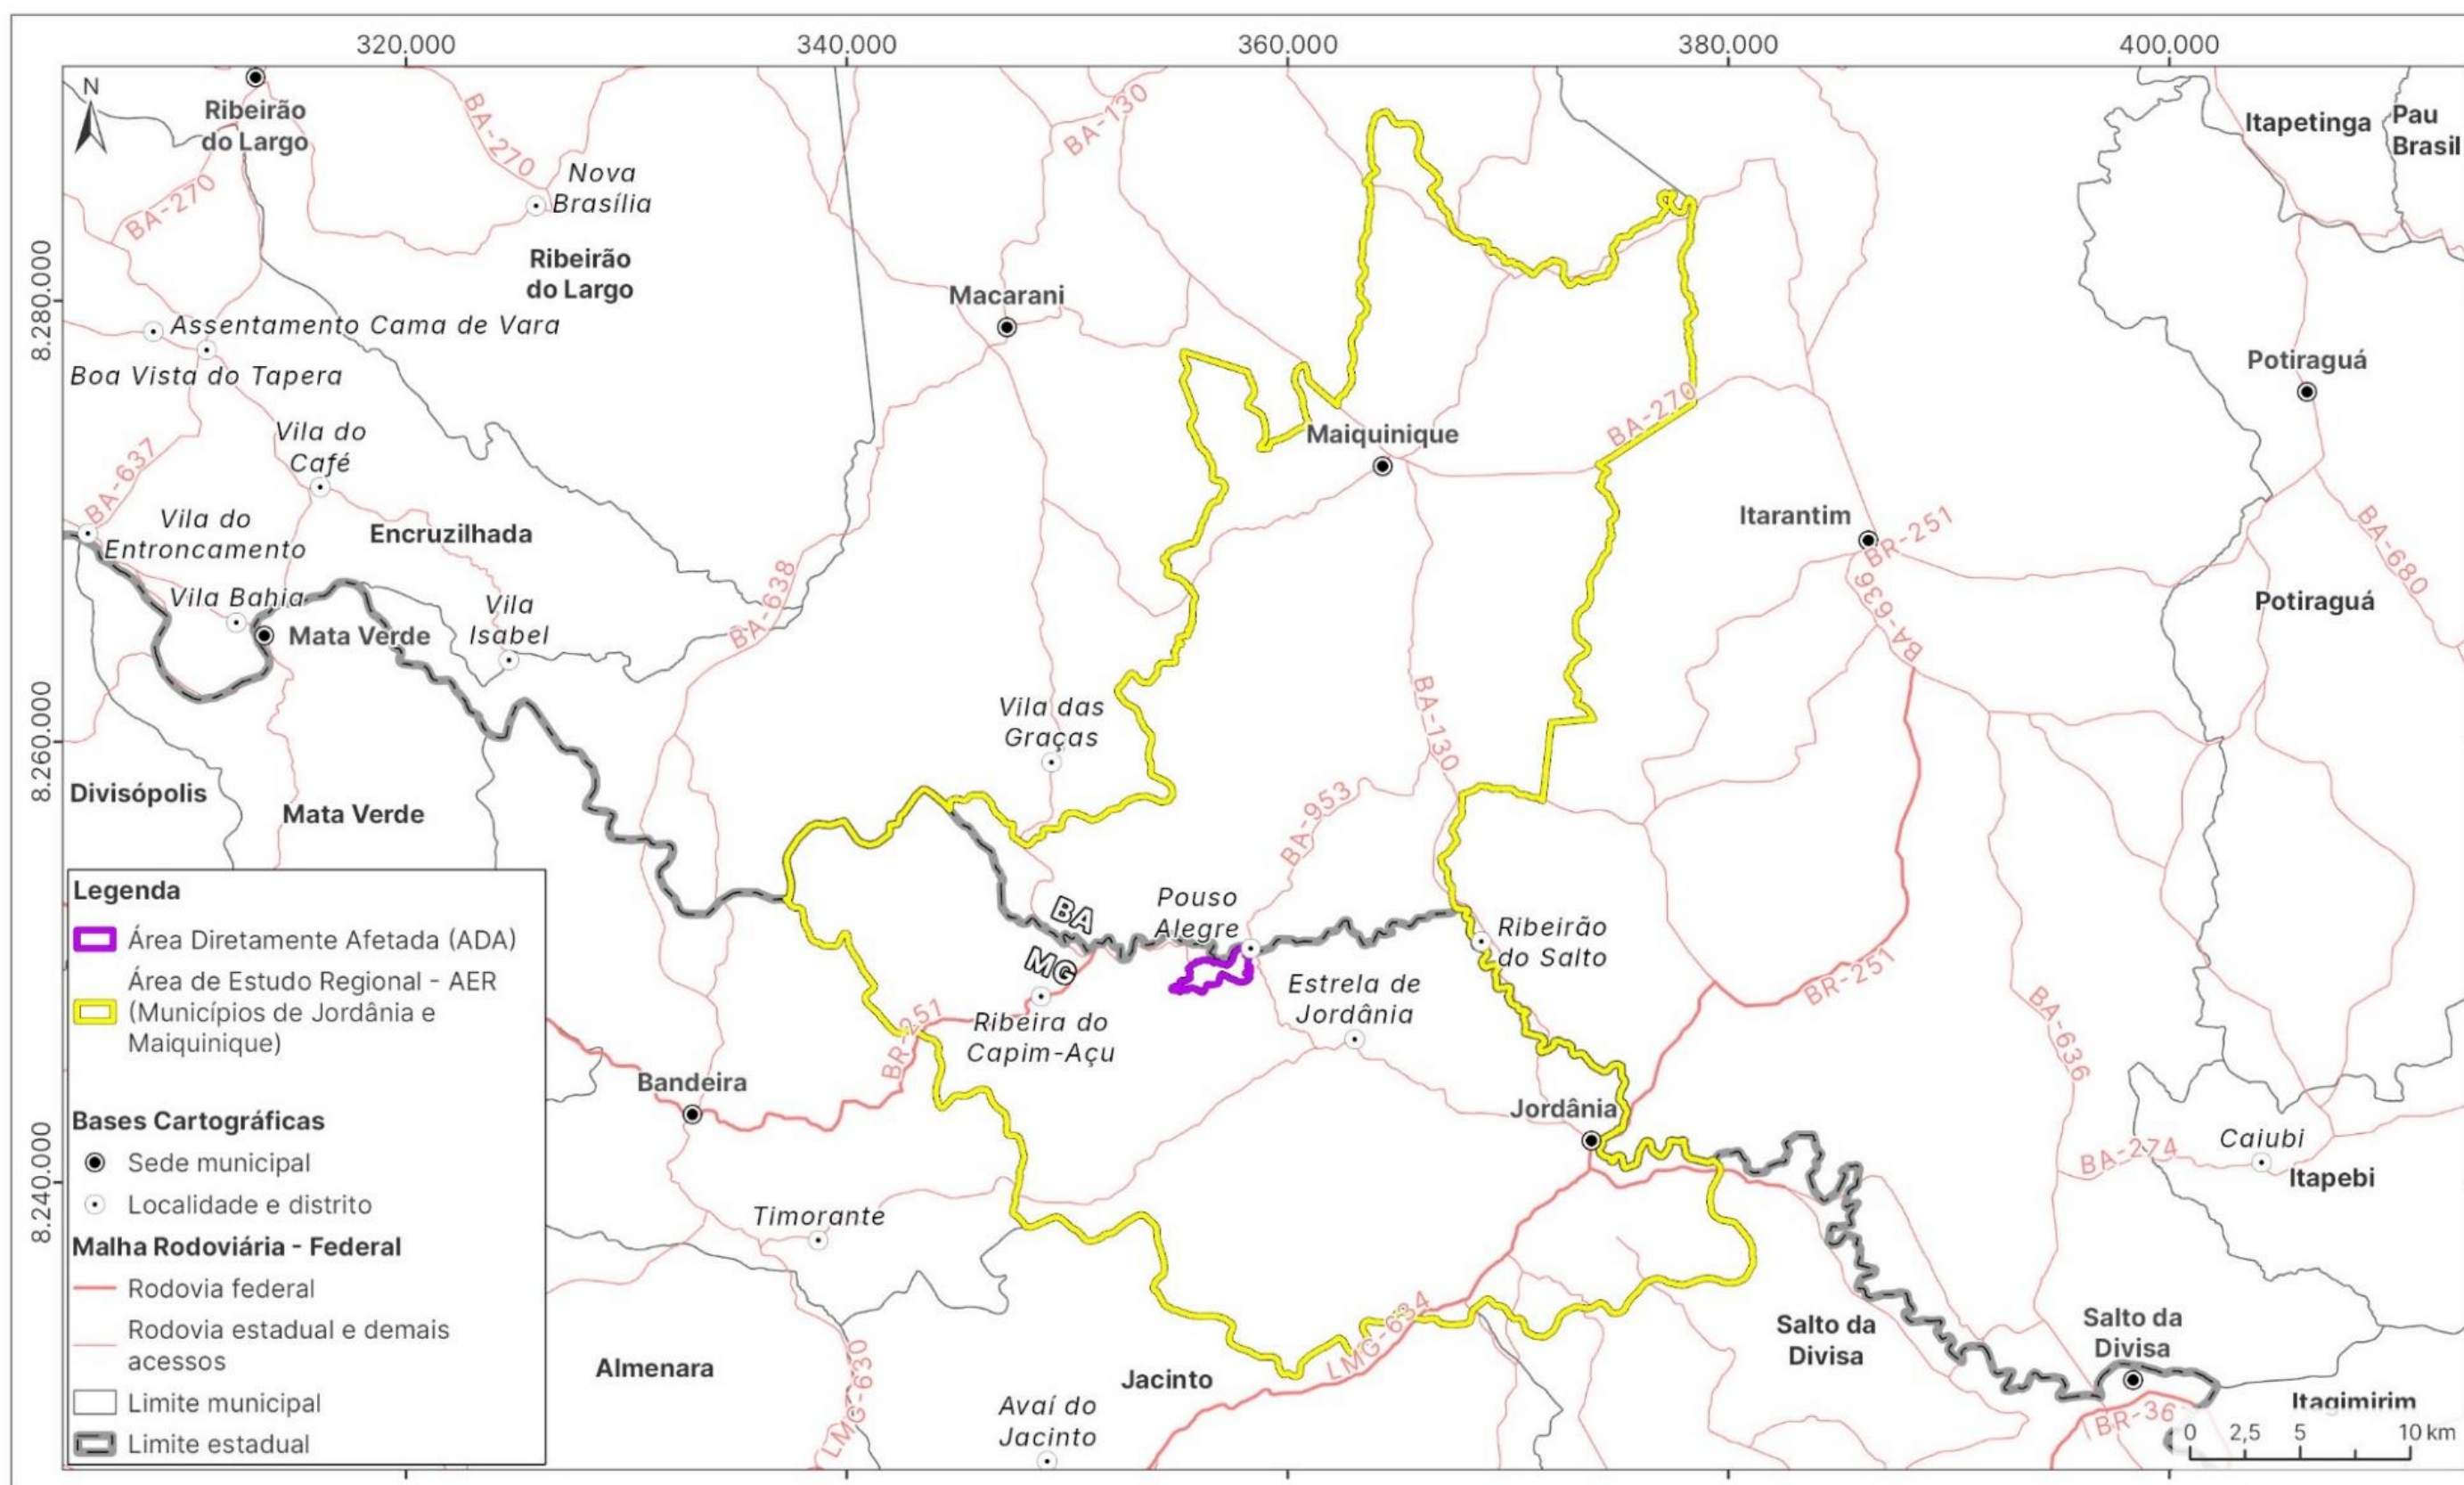 320.000
340.000
360.000
380.000
400.000
N
Ribeirão
do Largo
BA-270
BA-270
Nova
Brasília
BA-130
Itapetinga
Pau
Brasil
Ribeirão
do Largo
8.280.000
Macarani
Assentamento Cama de Vara
Boa Vista do Tapera
Potiraguá
Vila do
Café
Maiquinique
BA-270
BA-637
Vila do
Entroncamento
Encruzilhada
Itarantim
BR-251
BA-680
BA-636
Vila Bahia
Mata Verde
Vila
Isabel
BA-638
Potiraguá
8.260.000
Vila das
Graças
BA-130
Divisópolis
Mata Verde
BA-953
BA
MG
Pouso
Alegre
Ribeirão
do Salto
Estrela de
Jordânia
BR-251
BR-251
Ribeira do
Capim-Açu
BA-636
Bandeira
Jordânia
8.240.000
BA-274
Caiubi
Itapebi
Timorante
Salto da
Divisa
Salto da
Divisa
LMG-634
LMG-630
Almenara
Jacinto
Avaí do
Jacinto
Itagimirim
BR-36
0 2,5 5 10 km
Legenda
Área Diretamente Afetada (ADA)
Área de Estudo Regional - AER
(Municípios de Jordânia e
Maiquinique)
Bases Cartográficas
Sede municipal
Localidade e distrito
Malha Rodoviária - Federal
Rodovia federal
Rodovia estadual e demais
acessos
Limite municipal
Limite estadual